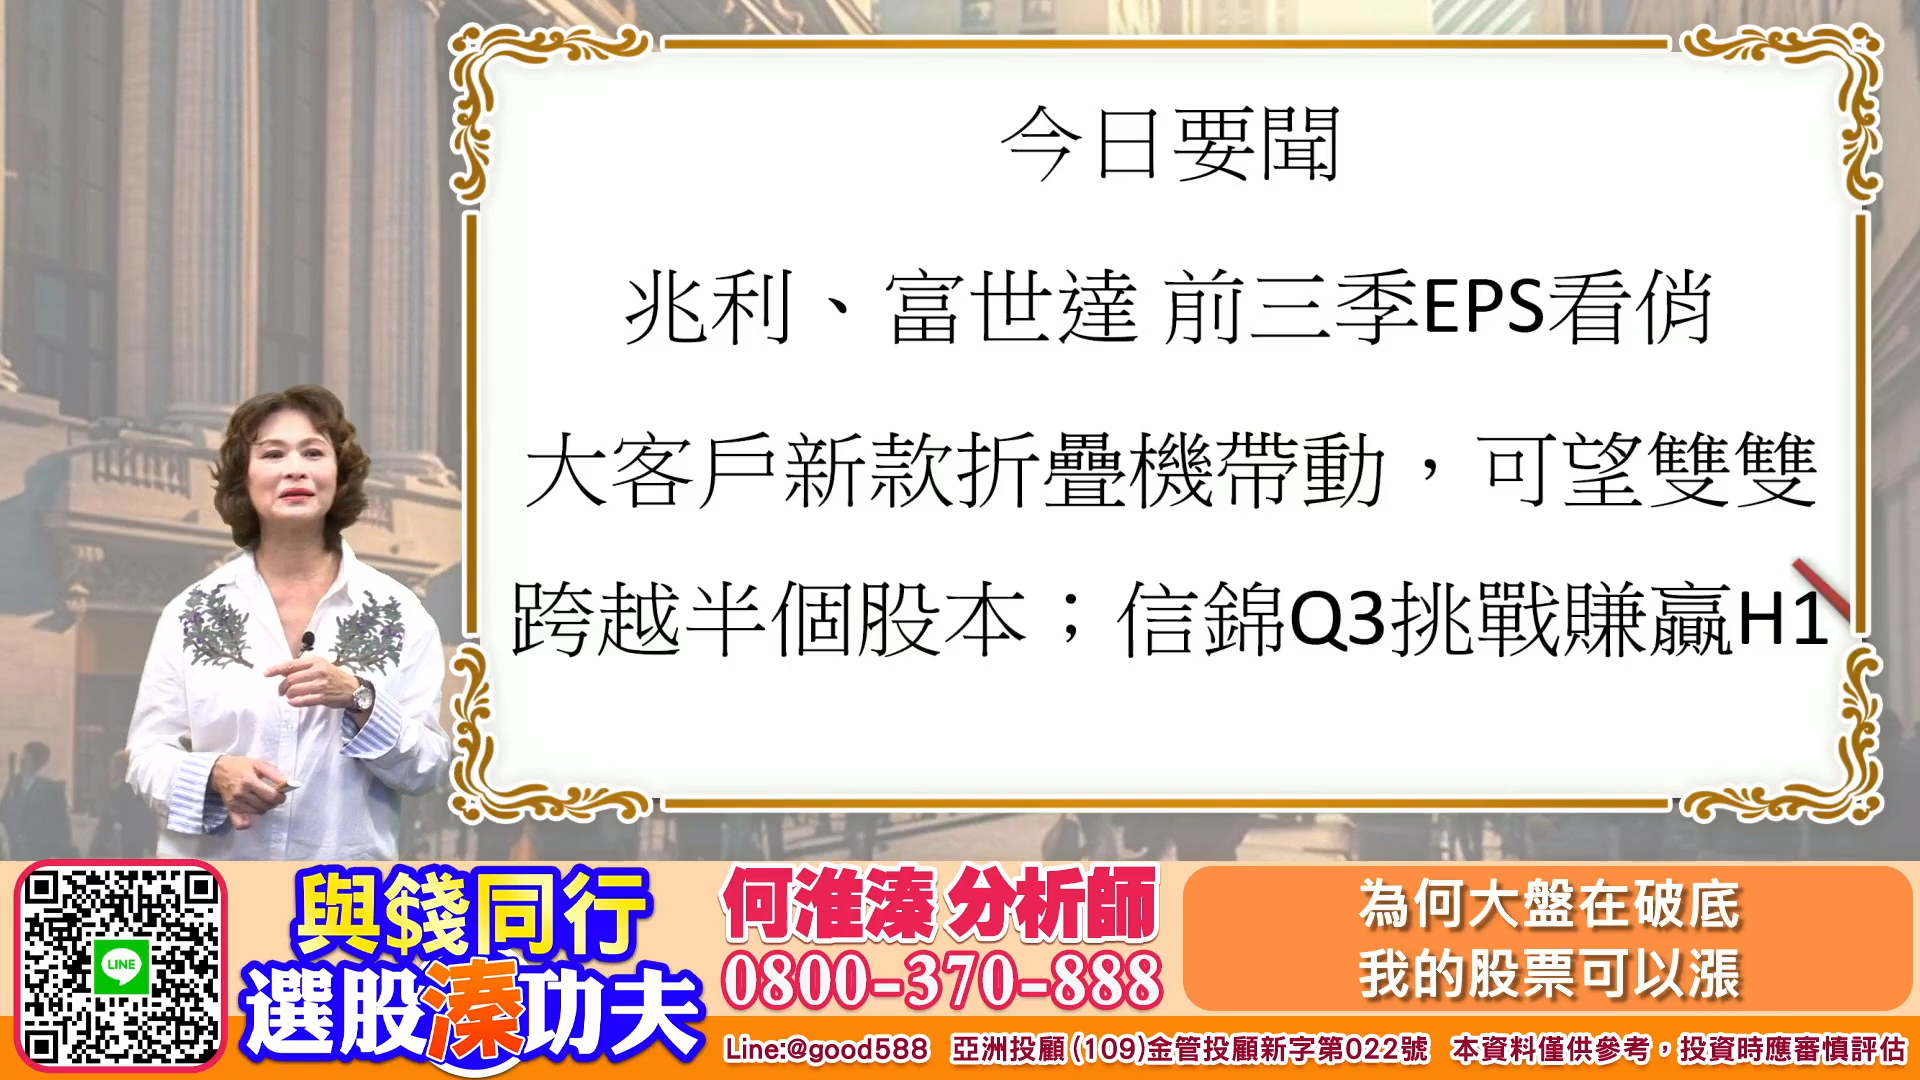 今日要聞
兆利、富世達 前三季EPS看俏
大客戶新款折疊機帶動，可望雙雙
跨越半個股本；信錦Q3挑戰賺贏H1
LINE
與$錢同行
選股溱功夫
何淮溱 分析師
0800-370-888
為何大盤在破底
我的股票可以漲
Line:@good588 亞洲投顧 (109)金管投顧新字第022號 本資料僅供參考，投資時應審慎評估